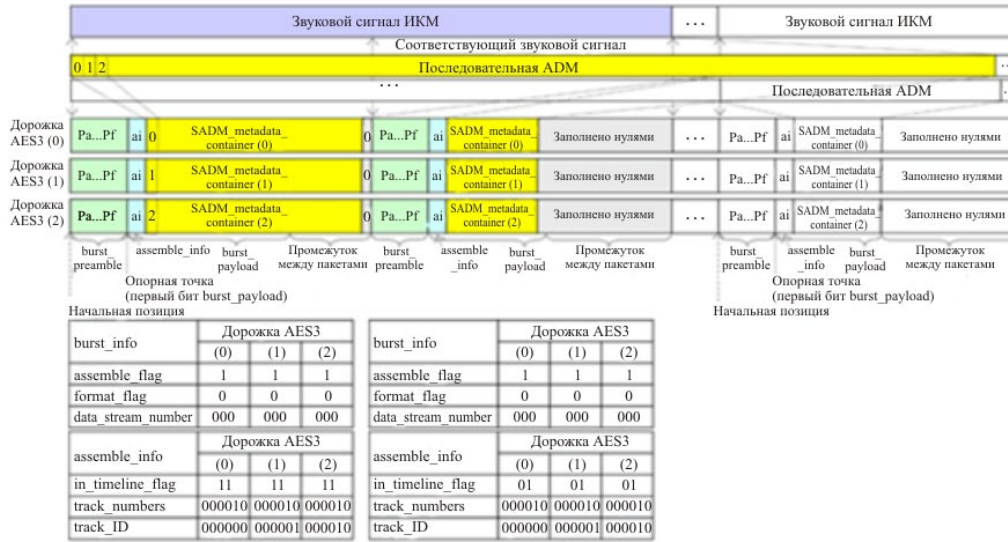 Звуковой сигнал ИКМ ... Звуковой сигнал ИКМ
Соответствующий звуковой сигнал
0 1 2 Последовательная ADM ...
... Последовательная ADM ...
Дорожка AES3 (0) Pa...Pf ai 0 SADM_metadata_container (0) 0 Pa...Pf ai SADM_metadata_container (0) Заполнено нулями ... Pa...Pf ai SADM_metadata_container (0) Заполнено нулями
Дорожка AES3 (1) Pa...Pf ai 1 SADM_metadata_container (1) 0 Pa...Pf ai SADM_metadata_container (1) Заполнено нулями ... Pa...Pf ai SADM_metadata_container (1) Заполнено нулями
Дорожка AES3 (2) Pa...Pf ai 2 SADM_metadata_container (2) 0 Pa...Pf ai SADM_metadata_container (2) Заполнено нулями ... Pa...Pf ai SADM_metadata_container (2) Заполнено нулями
burst_preamble assemble_info burst_payload Промежуток между пакетами burst_preamble assemble_info burst_payload Промежуток между пакетами burst_preamble assemble_info burst_payload Промежуток между пакетами
Опорная точка Опорная точка
(первый бит burst_payload) (первый бит burst_payload)
Начальная позиция Начальная позиция
burst_info Дорожка AES3
(0) (1) (2)
assemble_flag 1 1 1
format_flag 0 0 0
data_stream_number 000 000 000
assemble_info Дорожка AES3
(0) (1) (2)
in_timeline_flag 11 11 11
track_numbers 000010 000010 000010
track_ID 000000 000001 000010
burst_info Дорожка AES3
(0) (1) (2)
assemble_flag 1 1 1
format_flag 0 0 0
data_stream_number 000 000 000
assemble_info Дорожка AES3
(0) (1) (2)
in_timeline_flag 01 01 01
track_numbers 000010 000010 000010
track_ID 000000 000001 000010